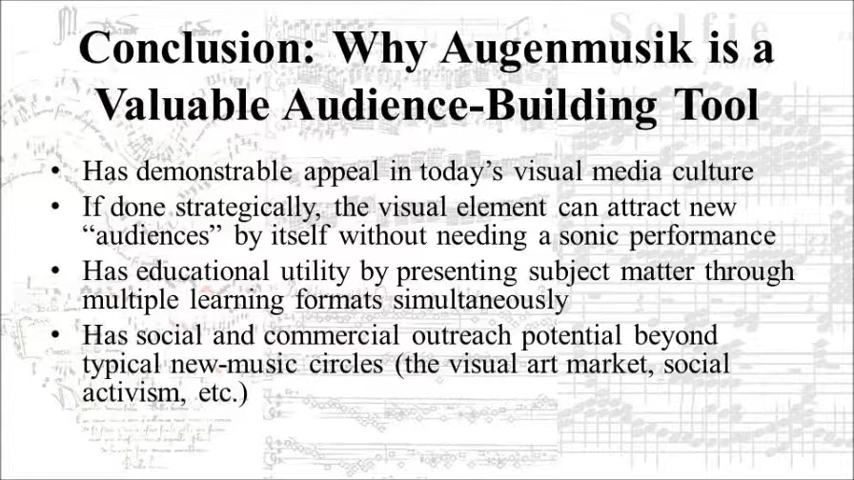 Selfie
Conclusion: Why Augenmusik is a
Valuable Audience-Building Tool
• Has demonstrable appeal in today’s visual media culture
• If done strategically, the visual element can attract new
“audiences” by itself without needing a sonic performance
• Has educational utility by presenting subject matter through
multiple learning formats simultaneously
• Has social and commercial outreach potential beyond
typical new-music circles (the visual art market, social
activism, etc.)